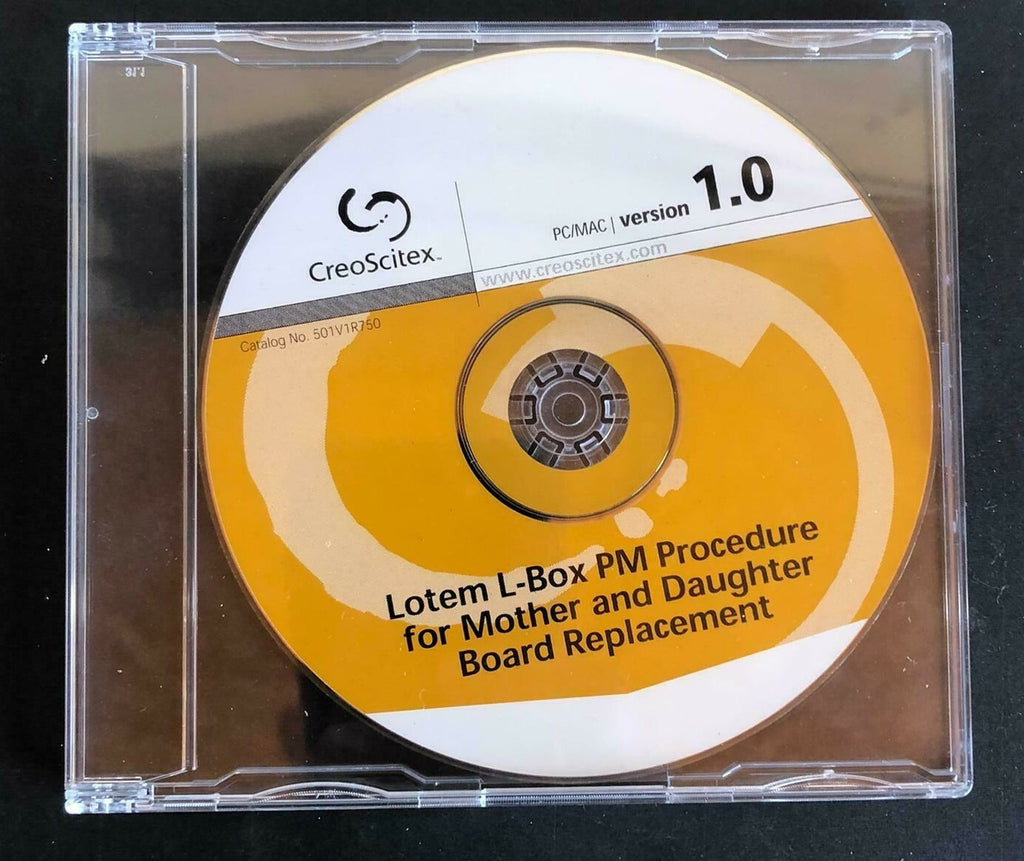 PC/MAC | version 1.0
CreoScitex™
www.creoscitex.com
Catalog No. 501V1R750
Lotem L-Box PM Procedure
for Mother and Daughter
Board Replacement